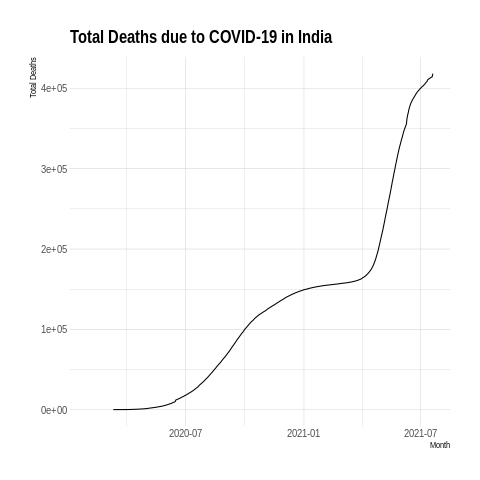 Total Deaths due to COVID-19 in India
Total Deaths
4e+05
3e+05
2e+05
1e+05
0e+00
2020-07 2021-01 2021-07
Month